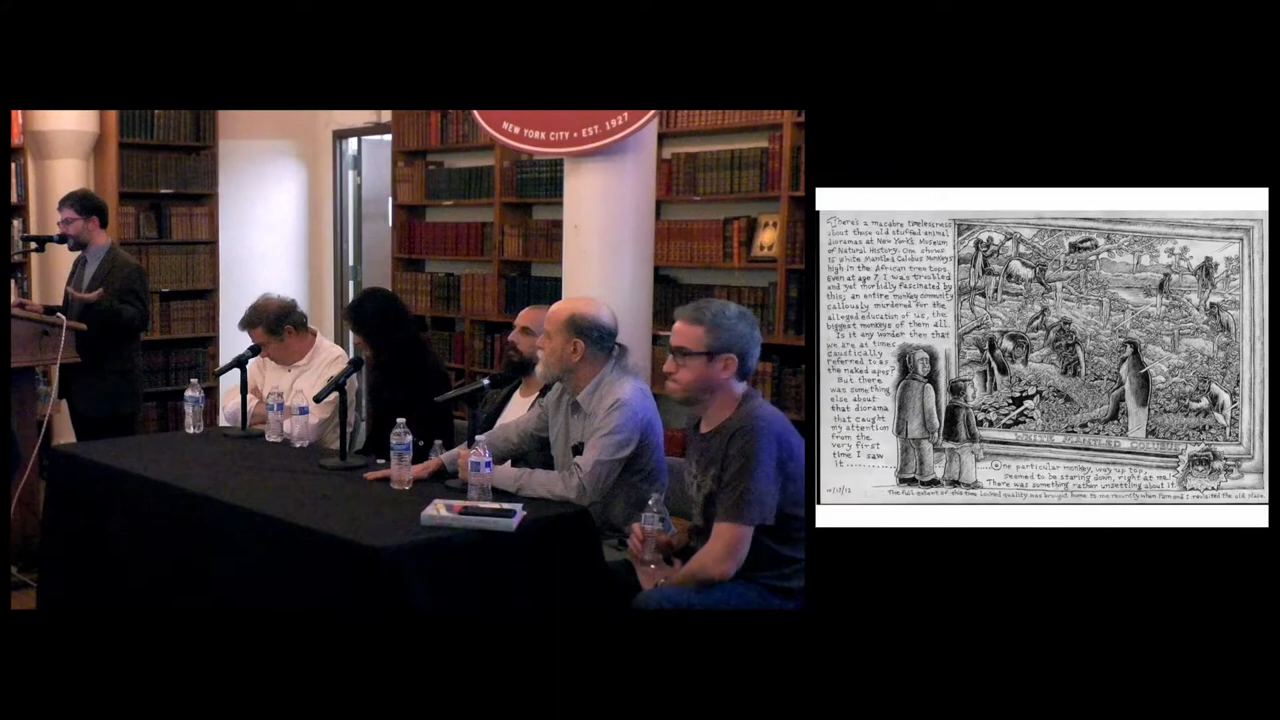 NEW YORK CITY • EST. 1927
There's a macabre timelessness
about those old stuffed animal
dioramas at New York's Museum
of Natural History. One shows
15 White Mantled Colobus Monkeys
high in the African tree tops.
Even at age 7 I was troubled
and yet morbidly fascinated by
this; an entire monkey community
callously murdered for the
alleged education of us, the
biggest monkeys of them all.
Is it any wonder then that
we are at times
caustically
referred to as
the naked apes?
But there
was something
else about
that diorama
that caught
my attention
from the
very first
time I saw
it...........
WHITE MANTLED COLOBUS
One particular monkey, way up top,
seemed to be staring down, right at me!
There was something rather unsettling about it.
10/17/12
The full extent of this time locked quality was brought home to me recently when Pam and I revisited the old place.